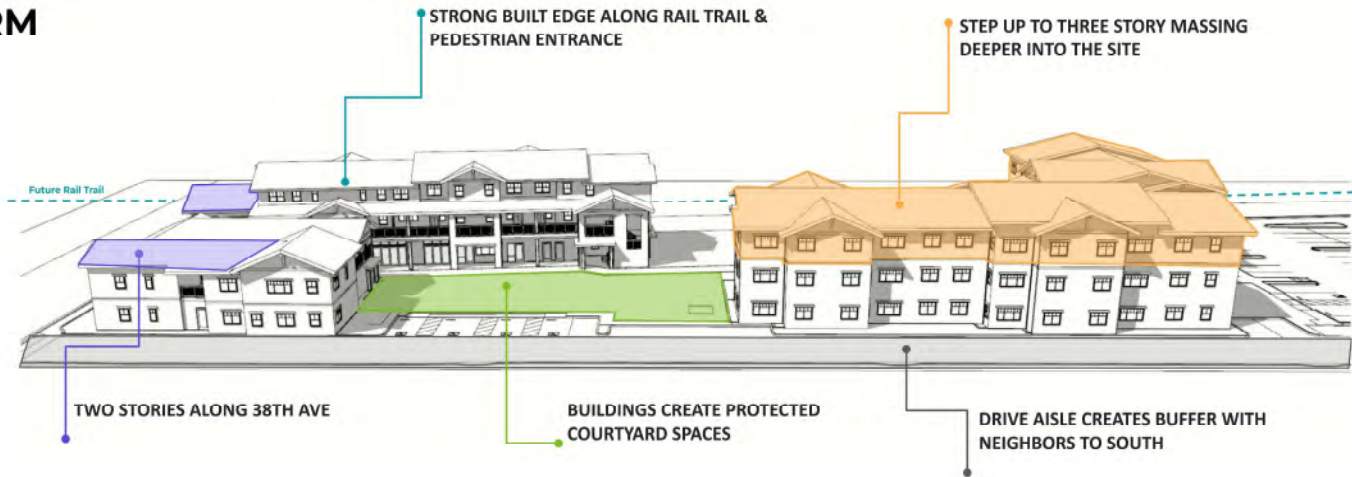 RM
STRONG BUILT EDGE ALONG RAIL TRAIL &
PEDESTRIAN ENTRANCE
STEP UP TO THREE STORY MASSING
DEEPER INTO THE SITE
Future Rail Trail
TWO STORIES ALONG 38TH AVE
BUILDINGS CREATE PROTECTED
COURTYARD SPACES
DRIVE AISLE CREATES BUFFER WITH
NEIGHBORS TO SOUTH